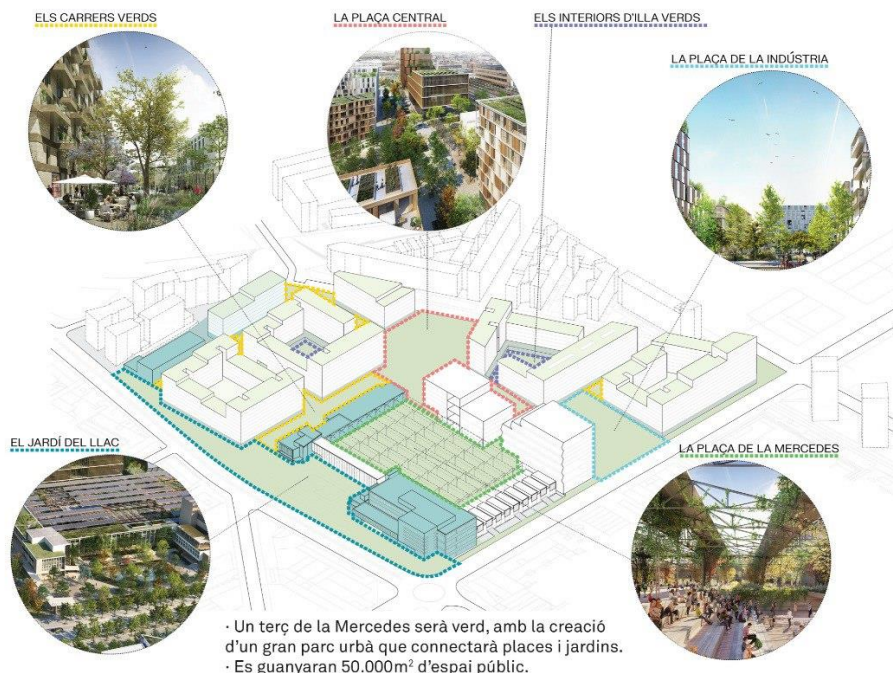 ELS CARRERS VERDS
LA PLAÇA CENTRAL
ELS INTERIORS D'ILLA VERDS
LA PLAÇA DE LA INDÚSTRIA
EL JARDÍ DEL LLAC
LA PLAÇA DE LA MERCEDES
· Un terç de la Mercedes serà verd, amb la creació
d'un gran parc urbà que connectarà places i jardins.
· Es guanyaran 50.000m² d'espai públic.